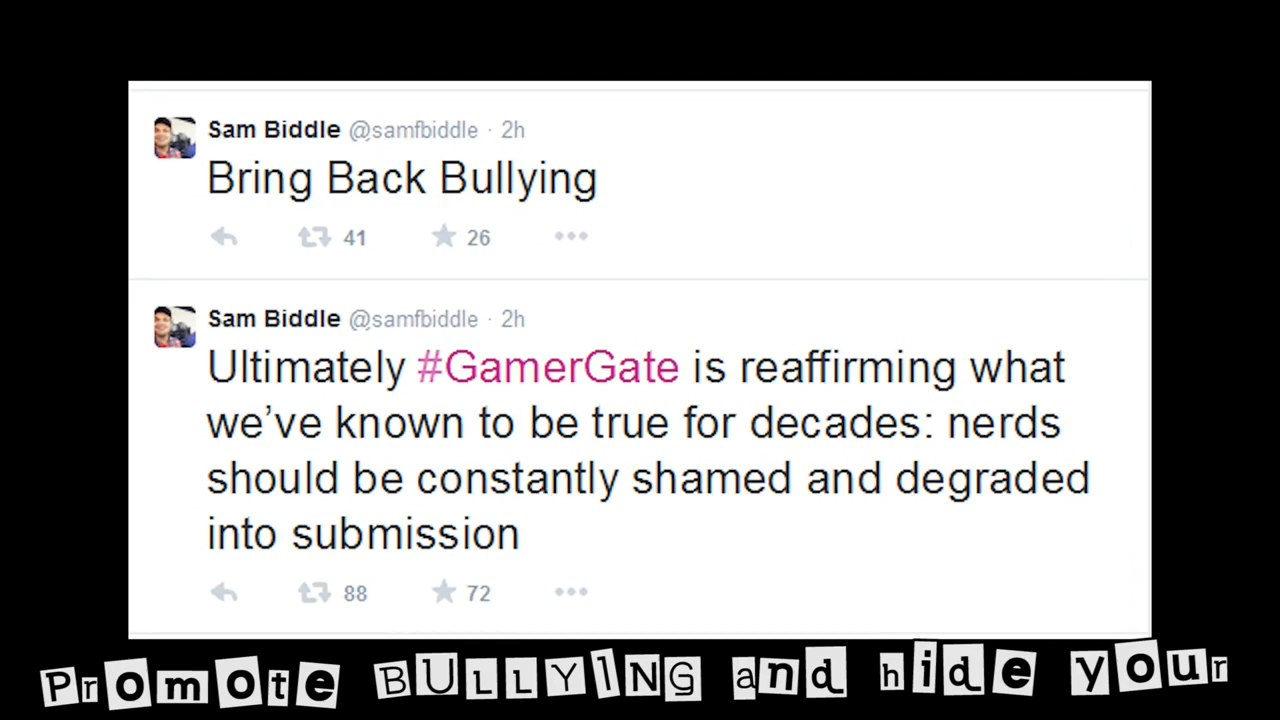 Sam Biddle @samfbiddle · 2h
Bring Back Bullying
41 26
Sam Biddle @samfbiddle · 2h
Ultimately #GamerGate is reaffirming what
we’ve known to be true for decades: nerds
should be constantly shamed and degraded
into submission
88 72
Promote BULLYING and hide your